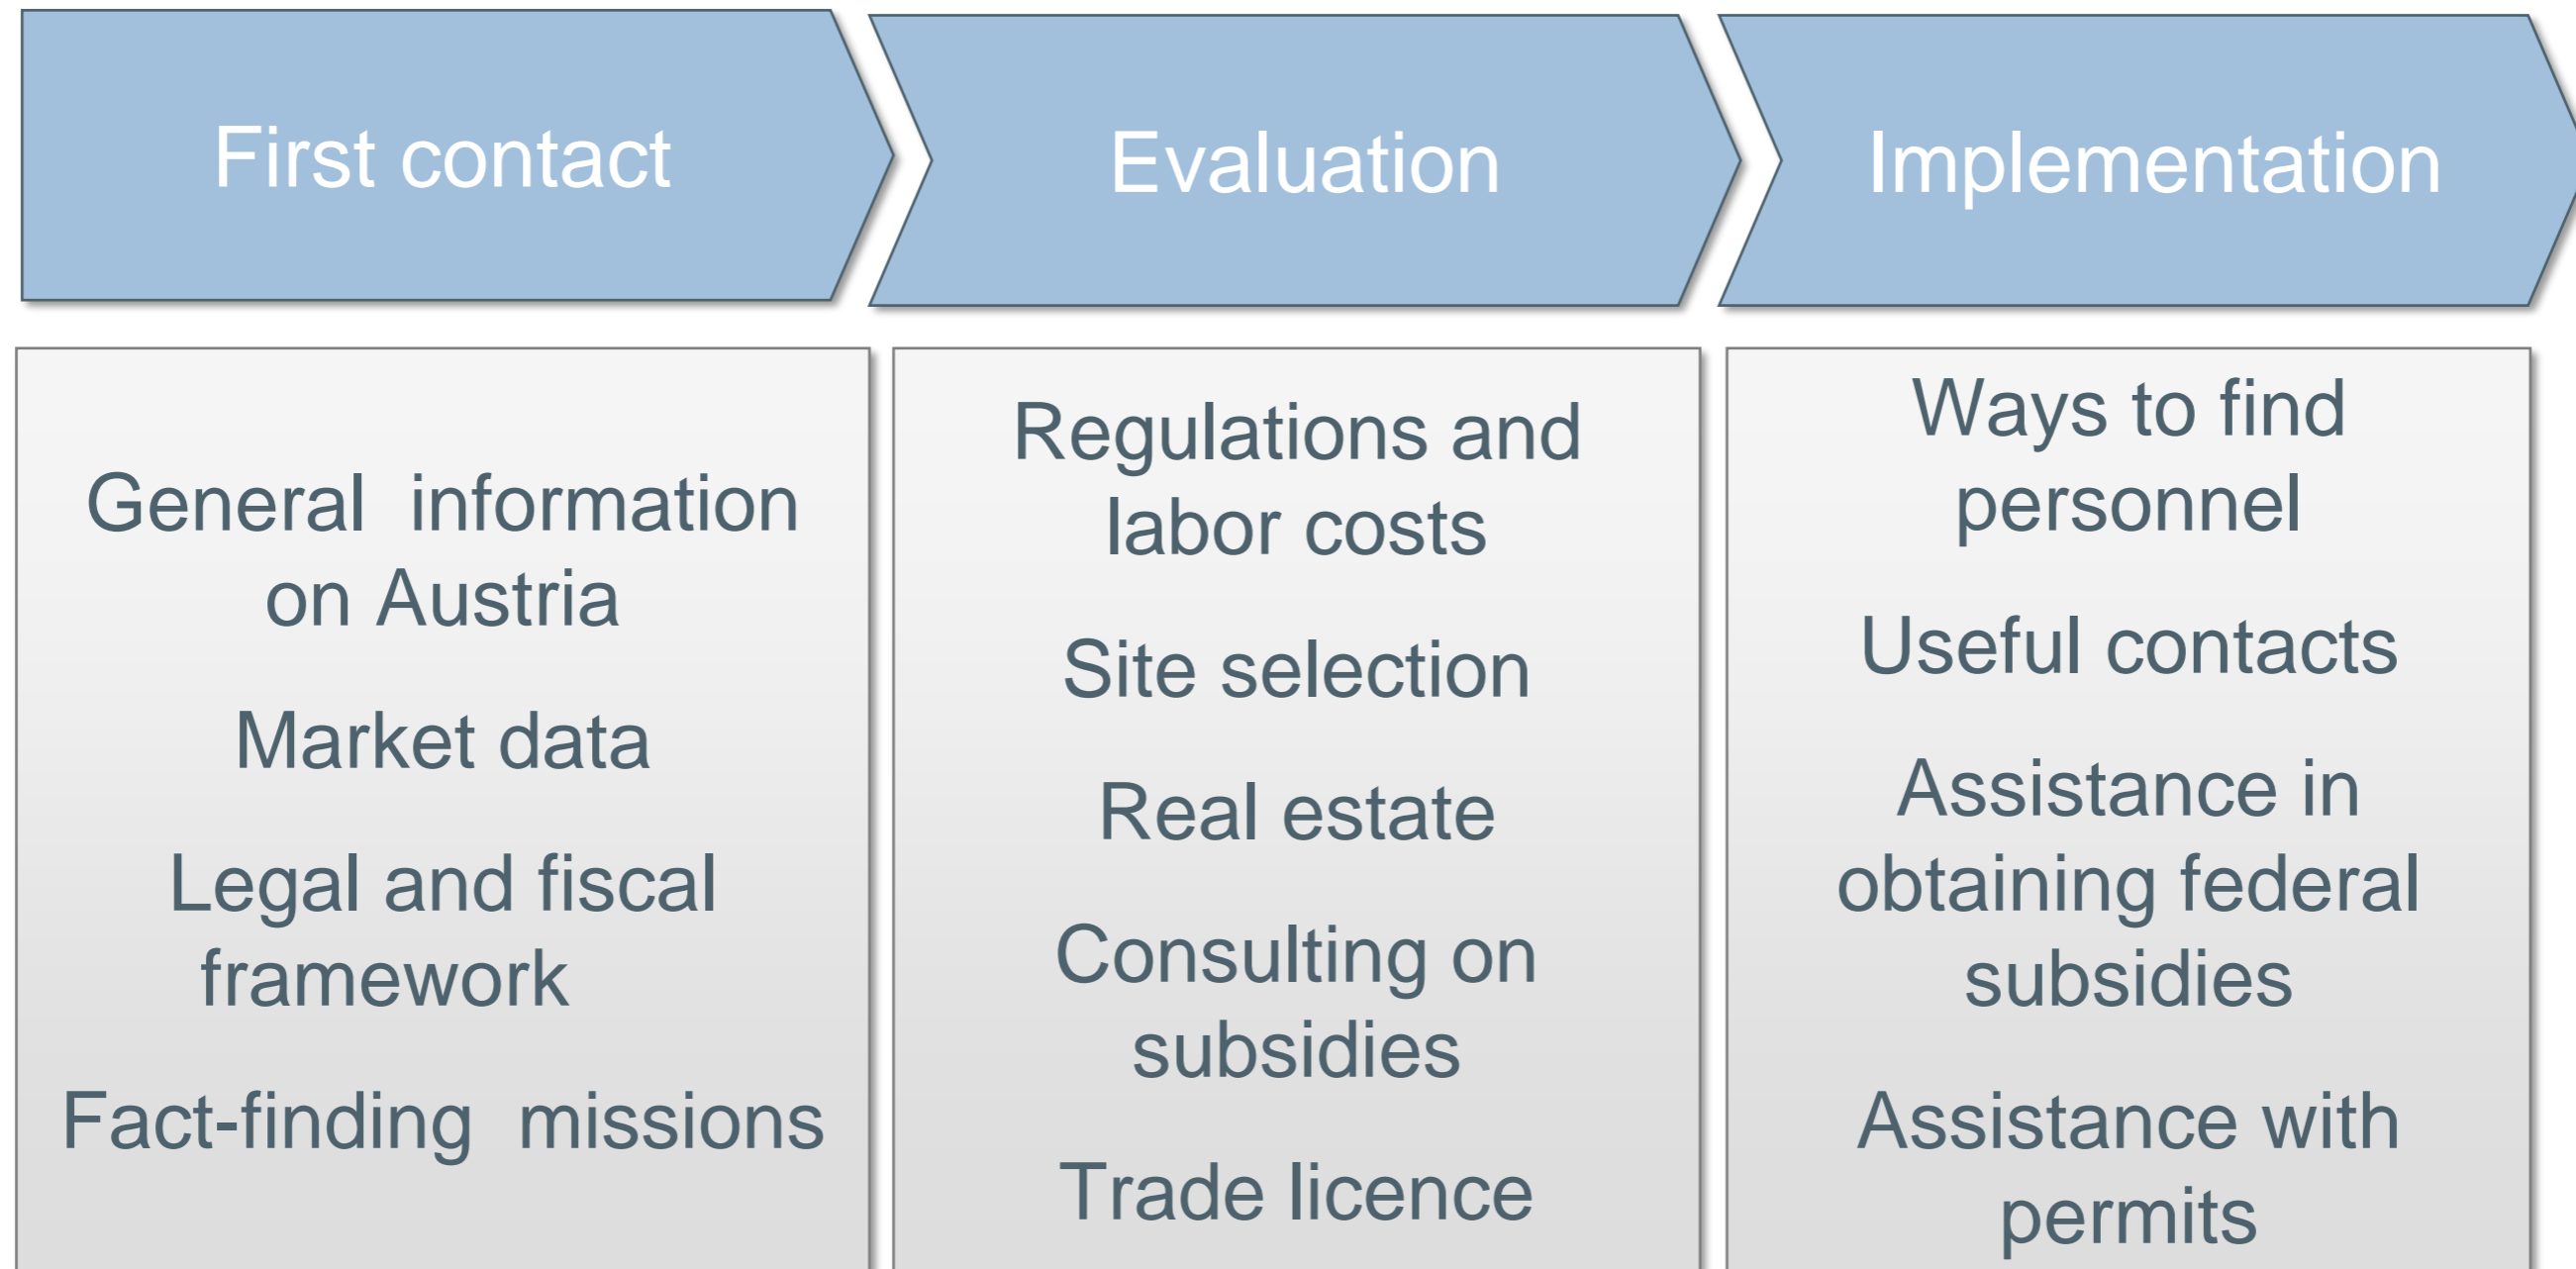 First contact
Evaluation
Implementation
General  information
on Austria
Market data
Legal and fiscal
framework
Fact-finding  missions
Regulations and
labor costs
Site selection
Real estate
Consulting on
subsidies
Trade licence
Ways to find
personnel
Useful contacts
Assistance in
obtaining federal
subsidies
Assistance with
permits